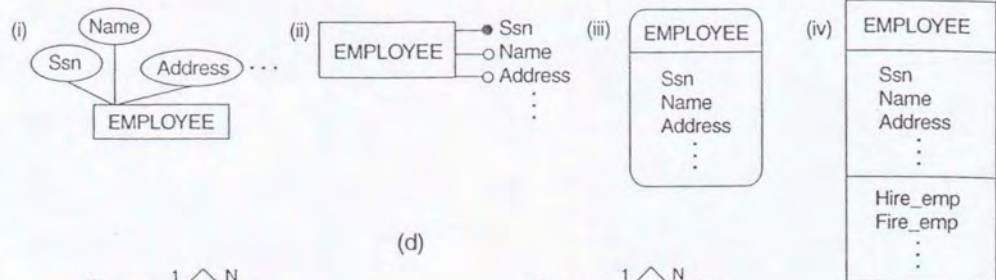 (i)
Name
Ssn
Address
EMPLOYEE
(ii)
EMPLOYEE
Ssn
Name
Address
(iii)
EMPLOYEE
Ssn
Name
Address
(iv)
EMPLOYEE
Ssn
Name
Address
Hire_emp
Fire_emp
(d)
1 N
1 N